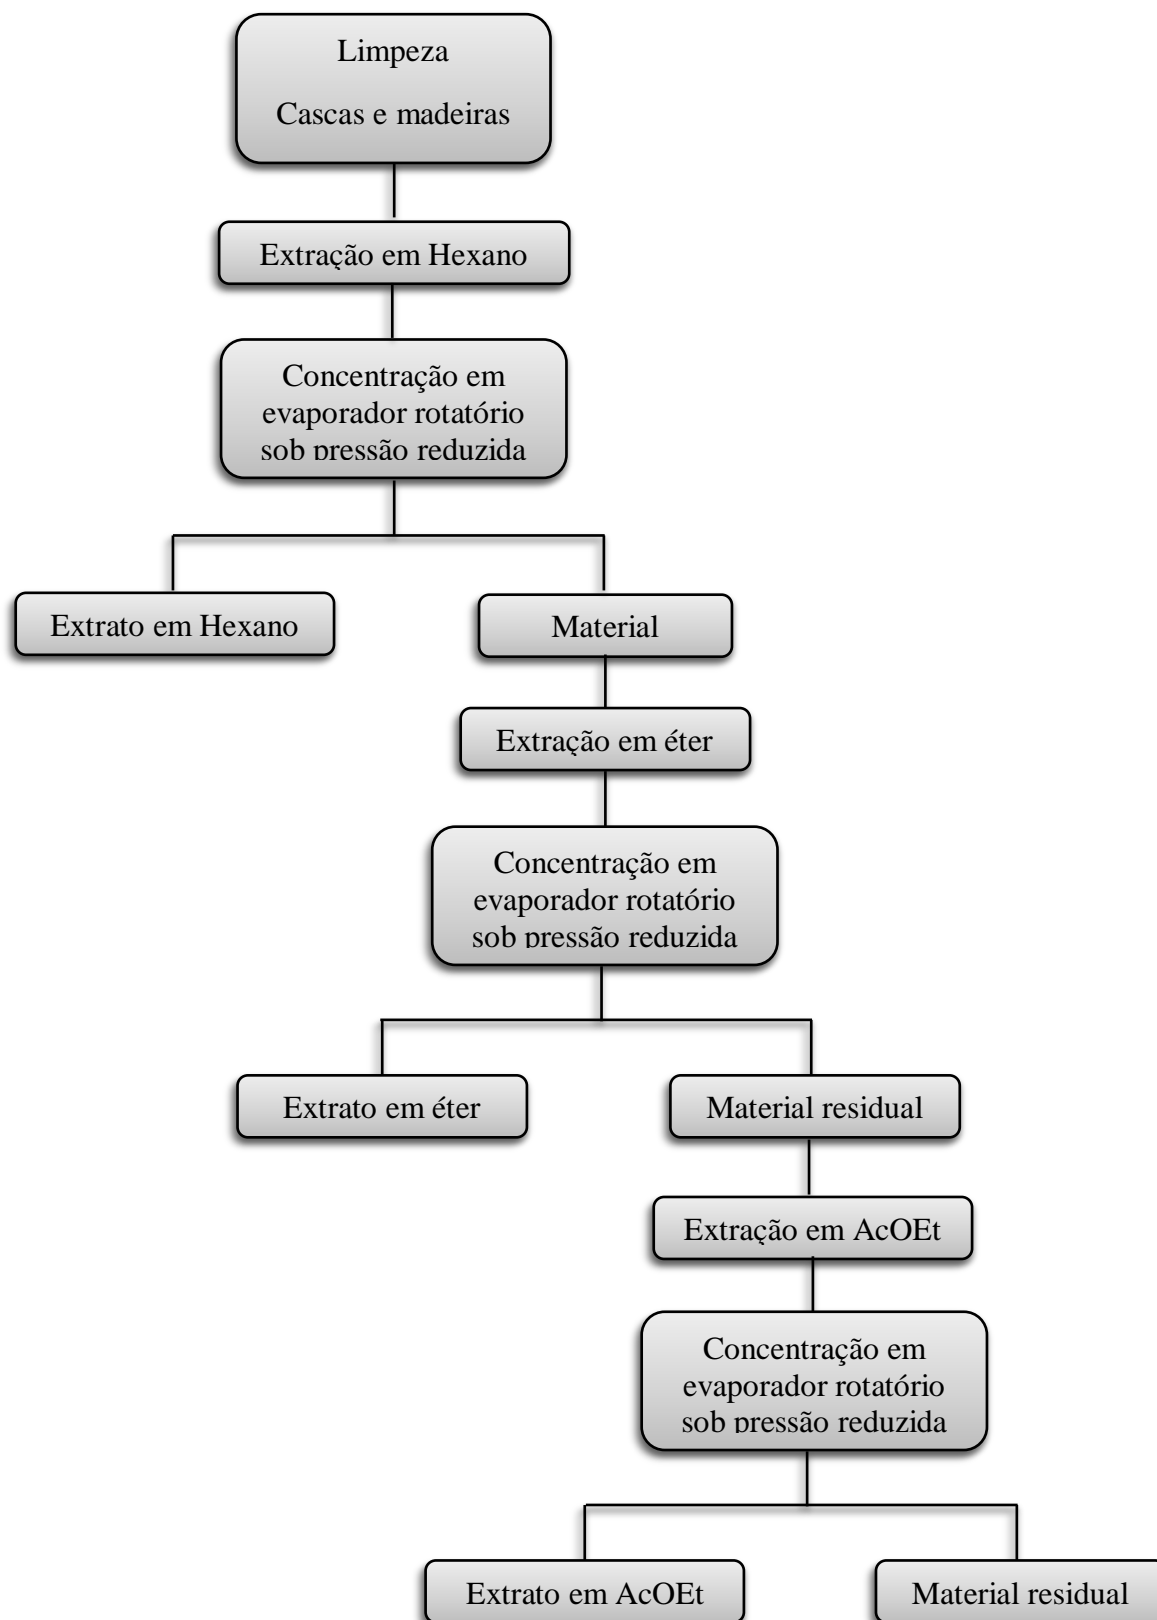 Limpeza
Cascas e madeiras
Extração em Hexano
Concentração em
evaporador rotatório
sob pressão reduzida
Extrato em Hexano
Material
Extração em éter
Concentração em
evaporador rotatório
sob pressão reduzida
Extrato em éter
Material residual
Extração em AcOEt
Concentração em
evaporador rotatório
sob pressão reduzida
Extrato em AcOEt
Material residual